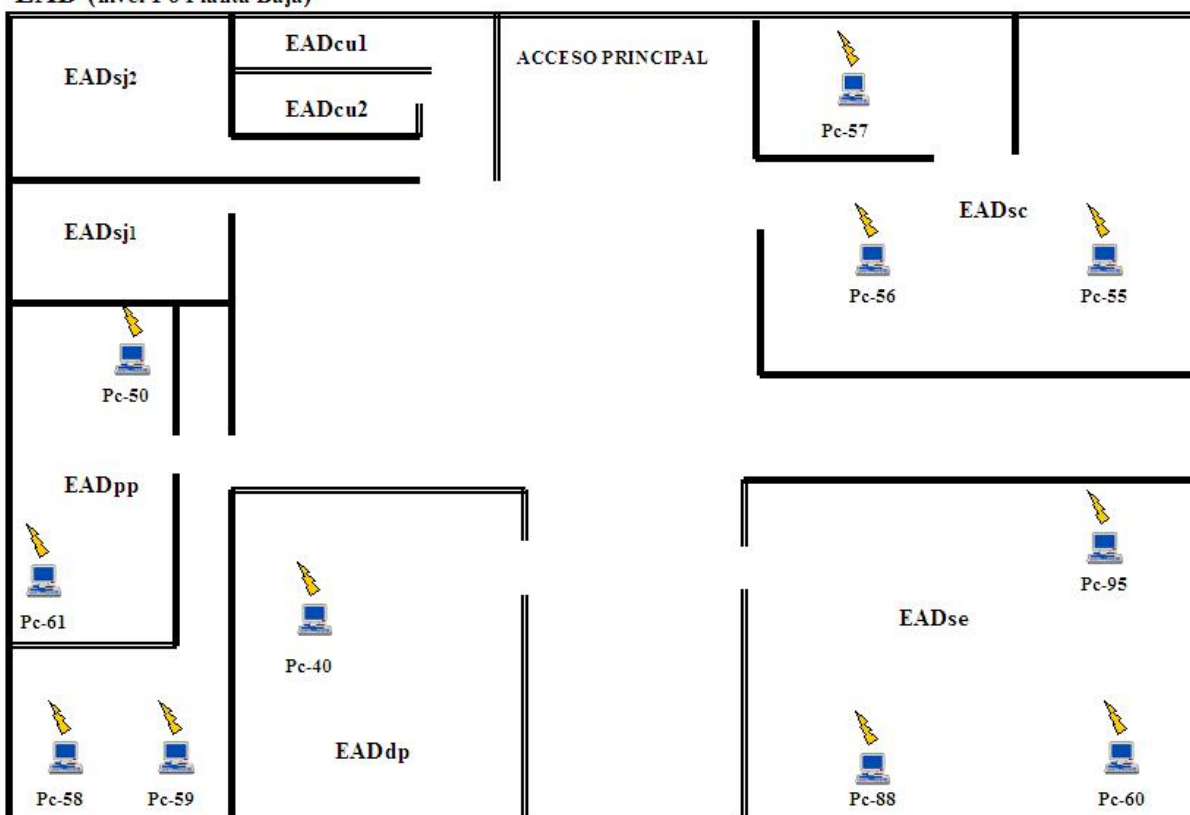 EADcu1
ACCESO PRINCIPAL
EADsj2
EADcu2
Pc-57
EADsj1
EADsc
Pc-56
Pc-55
Pc-50
EADpp
Pc-95
EADse
Pc-61
Pc-40
EADdp
Pc-58
Pc-59
Pc-88
Pc-60